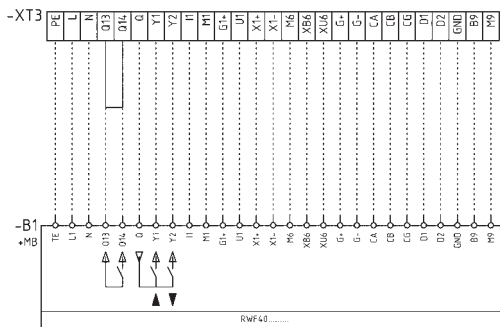 -XT3 PE L N Q13 Q14 Q Y1 Y2 I1 M1 G1+ U1 X1+ X1- M6 XB6 XU6 G+ G- CA CB CG D1 D2 GND B9 M9
-B1
+MB TE L1 N Q13 Q14 Q Y1 Y2 I1 M1 G1+ U1 X1+ X1- M6 XB6 XU6 G+ G- CA CB CG D1 D2 GND B9 M9
RWF40.........